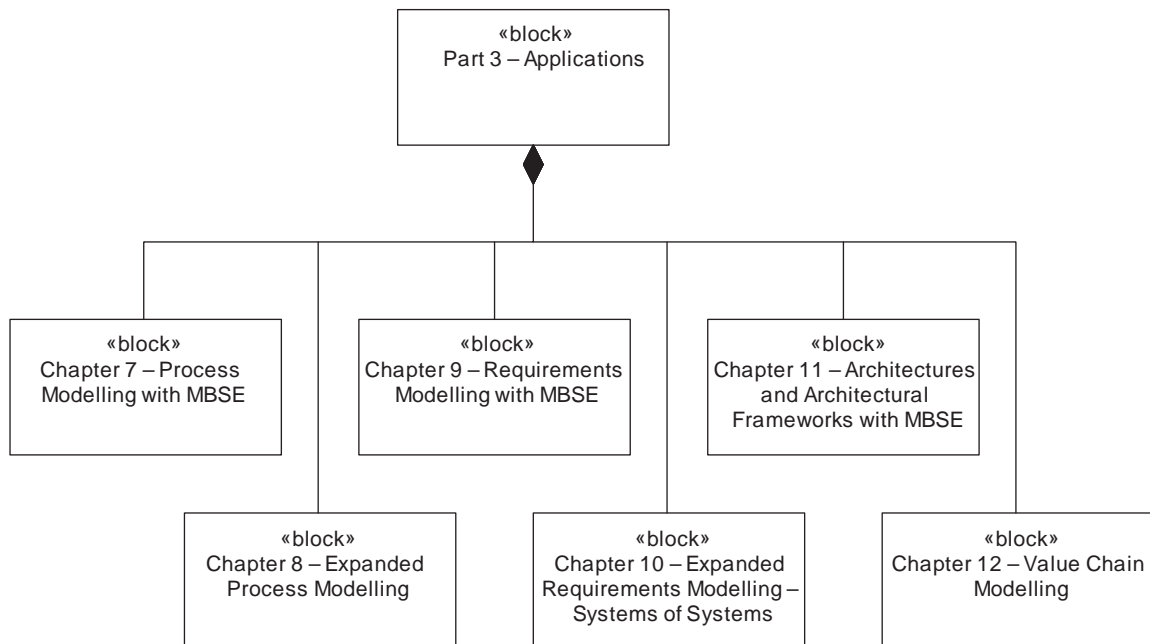 «block»
Part 3 – Applications
«block»
Chapter 7 – Process
Modelling with MBSE
«block»
Chapter 9 – Requirements
Modelling with MBSE
«block»
Chapter 11 – Architectures
and Architectural
Frameworks with MBSE
«block»
Chapter 8 – Expanded
Process Modelling
«block»
Chapter 10 – Expanded
Requirements Modelling –
Systems of Systems
«block»
Chapter 12 – Value Chain
Modelling